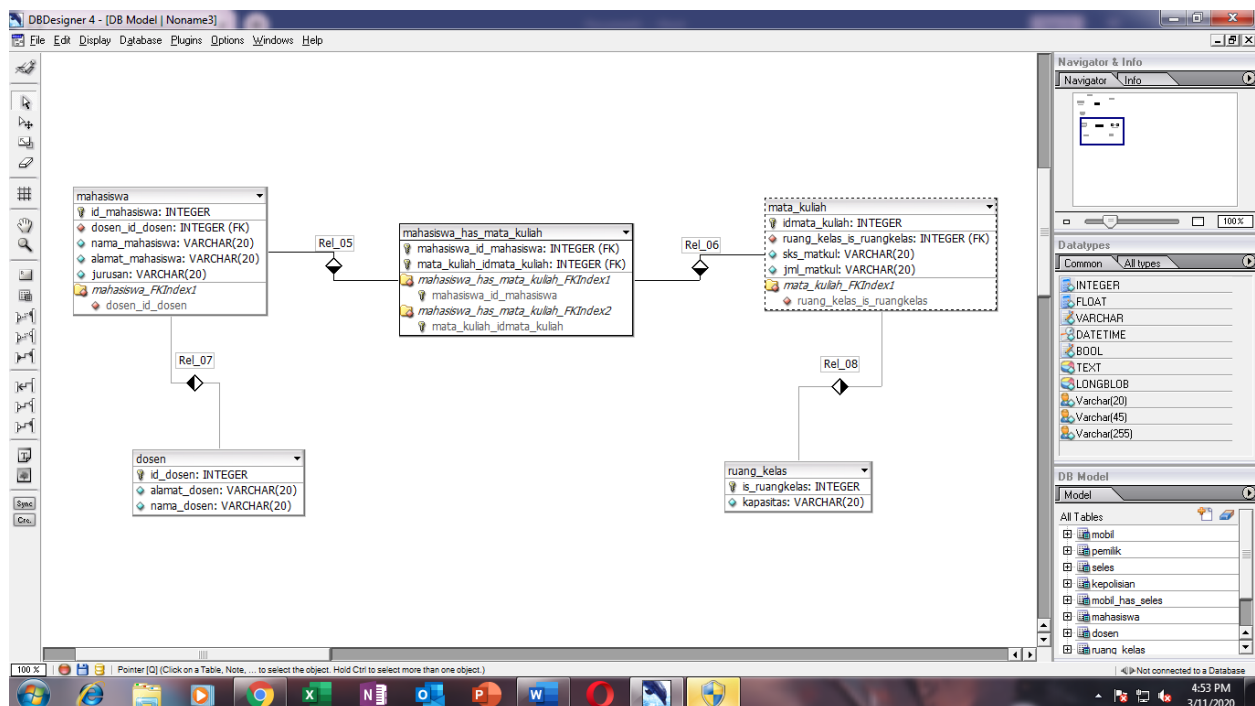 DBDesigner 4 - [DB Model | Noname3]
File Edit Display Database Plugins Options Windows Help
mahasiswa
id_mahasiswa: INTEGER
dosen_id_dosen: INTEGER (FK)
nama_mahasiswa: VARCHAR(20)
alamat_mahasiswa: VARCHAR(20)
jurusan: VARCHAR(20)
mahasiswa_FKIndex1
dosen_id_dosen
Rel_05
mahasiswa_has_mata_kuliah
mahasiswa_id_mahasiswa: INTEGER (FK)
mata_kuliah_idmata_kuliah: INTEGER (FK)
mahasiswa_has_mata_kuliah_FKIndex1
mahasiswa_id_mahasiswa
mahasiswa_has_mata_kuliah_FKIndex2
mata_kuliah_idmata_kuliah
Rel_06
mata_kuliah
idmata_kuliah: INTEGER
ruang_kelas_is_ruangkelas: INTEGER (FK)
sks_matkul: VARCHAR(20)
jml_matkul: VARCHAR(20)
mata_kuliah_FKIndex1
ruang_kelas_is_ruangkelas
Rel_07
Rel_08
dosen
id_dosen: INTEGER
alamat_dosen: VARCHAR(20)
nama_dosen: VARCHAR(20)
ruang_kelas
is_ruangkelas: INTEGER
kapasitas: VARCHAR(20)
Navigator & Info
Navigator Info
100%
Datatypes
Common All types
INTEGER
FLOAT
VARCHAR
DATETIME
BOOL
TEXT
LONGBLOB
Varchar(20)
Varchar(45)
Varchar(255)
DB Model
Model
All Tables
mobil
pemilik
seles
kepolisian
mobil_has_seles
mahasiswa
dosen
ruang_kelas
Sync
100 % Pointer [Q] (Click on a Table, Note, ... to select the object. Hold Ctrl to select more than one object.)
Not connected to a Database
4:53 PM
3/11/2020